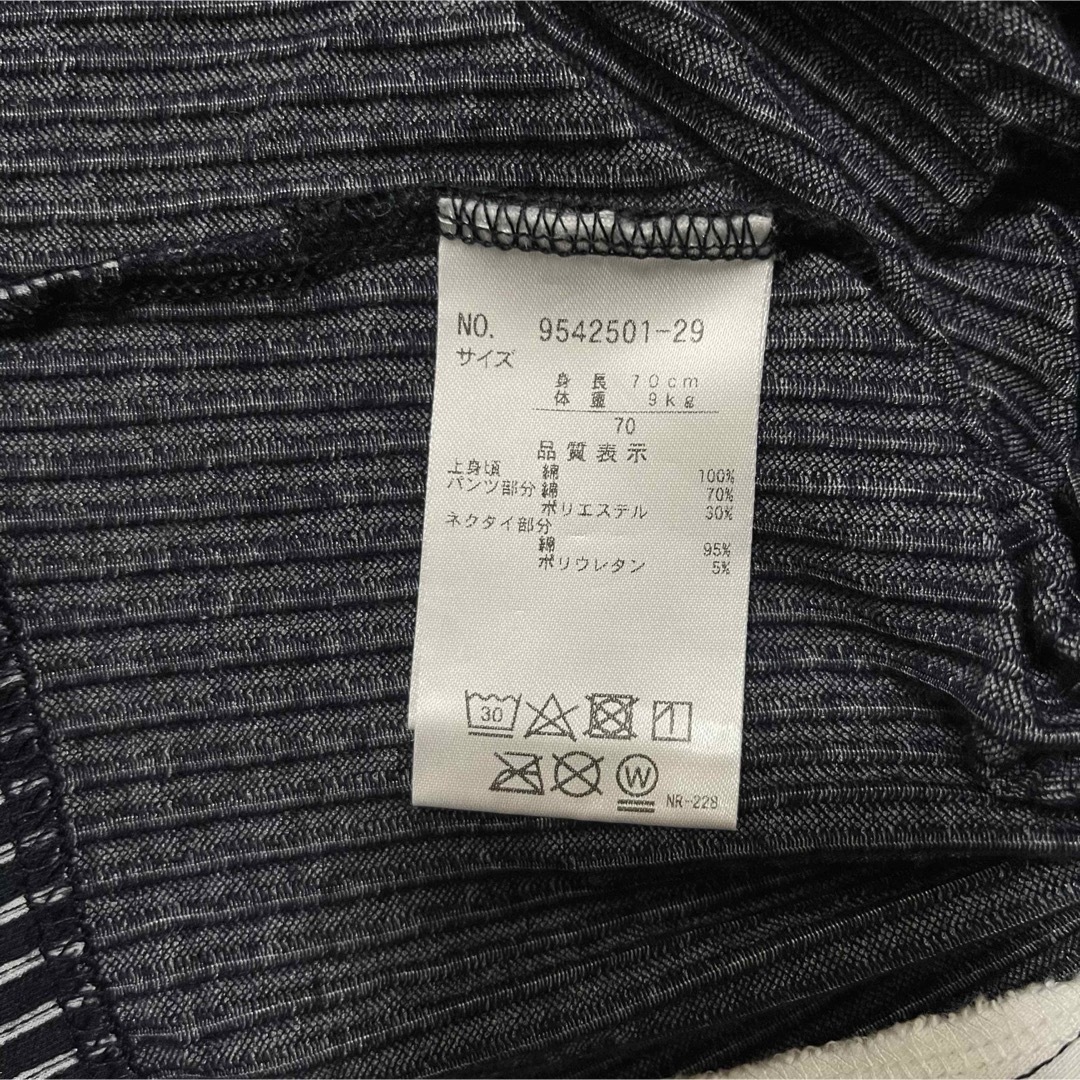 NO. 9542501-29
サイズ
身長 70cm
体重 9kg
70
品質表示
上身頃 綿 100%
パンツ部分 綿 70%
ポリエステル 30%
ネクタイ部分
綿 95%
ポリウレタン 5%
30
W NR-228